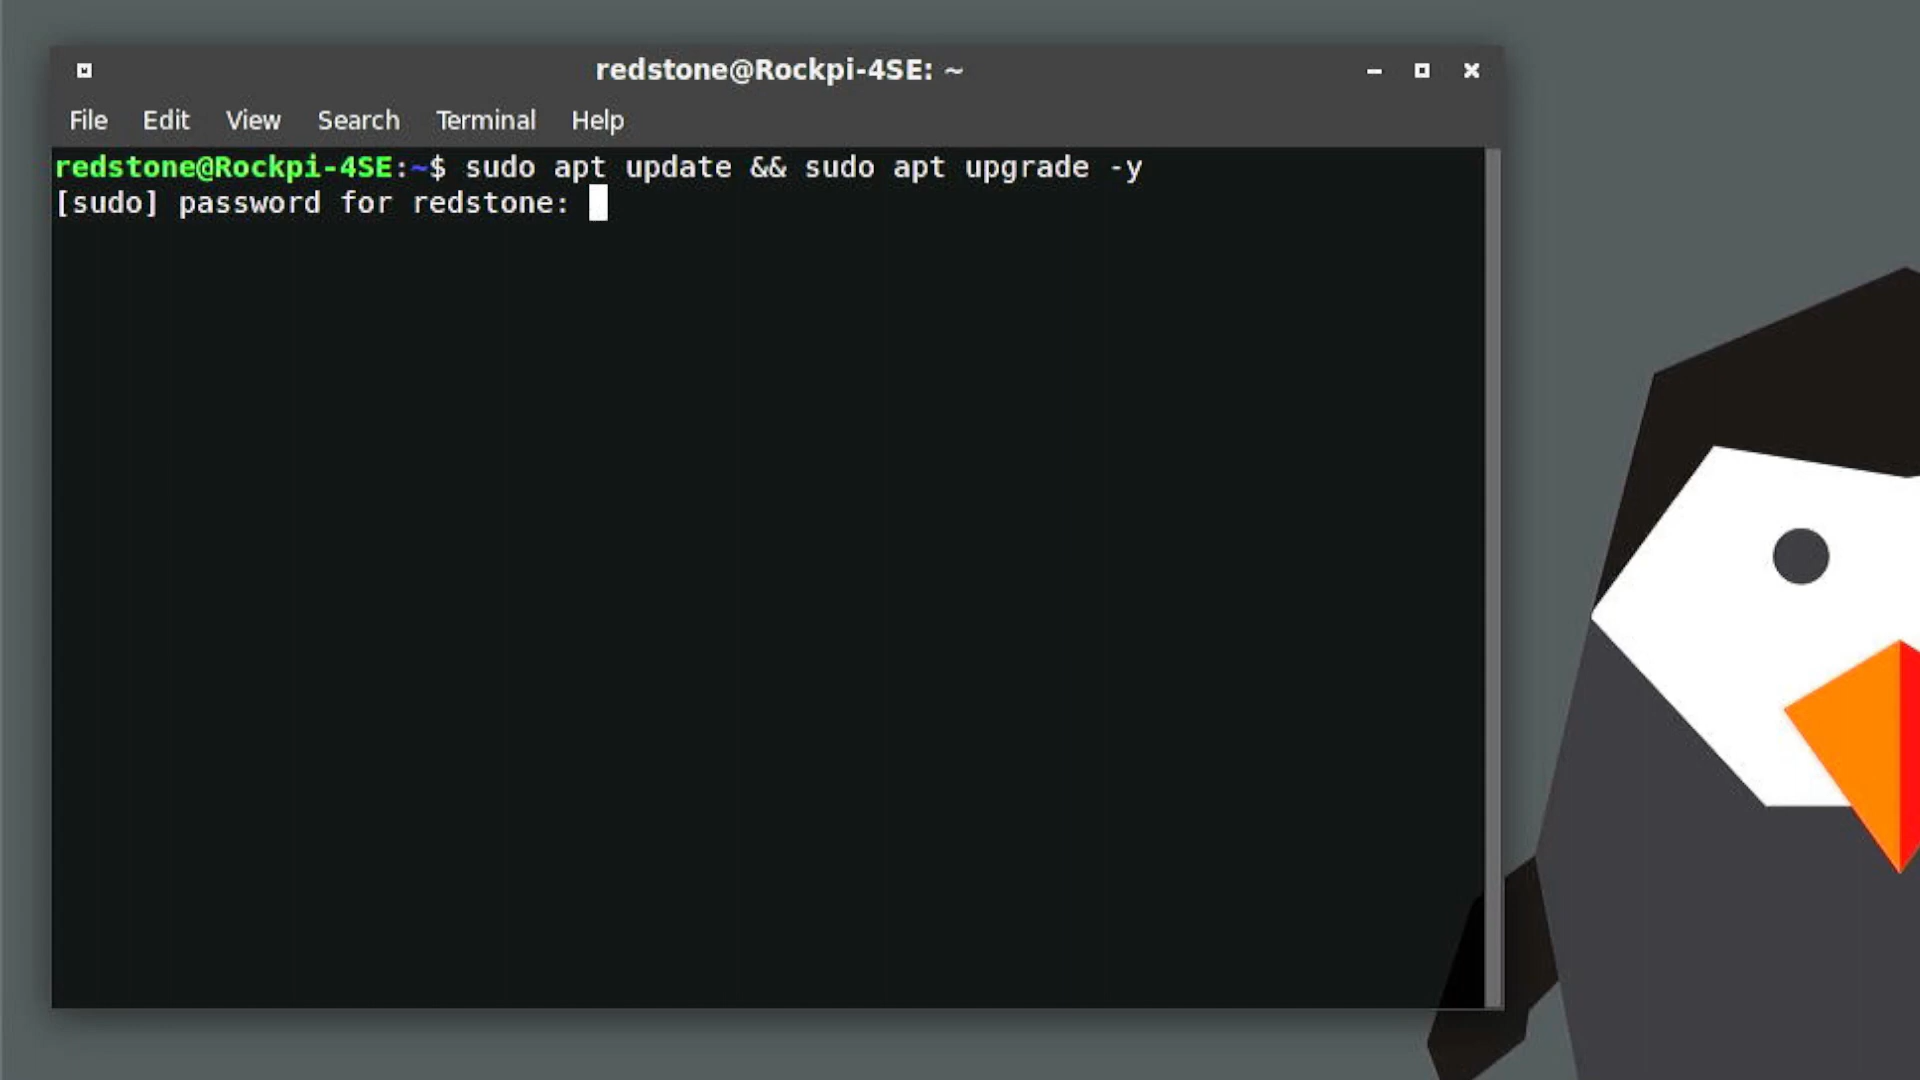 redstone@Rockpi-4SE: ~
File Edit View Search Terminal Help
redstone@Rockpi-4SE:~$ sudo apt update && sudo apt upgrade -y
[sudo] password for redstone: